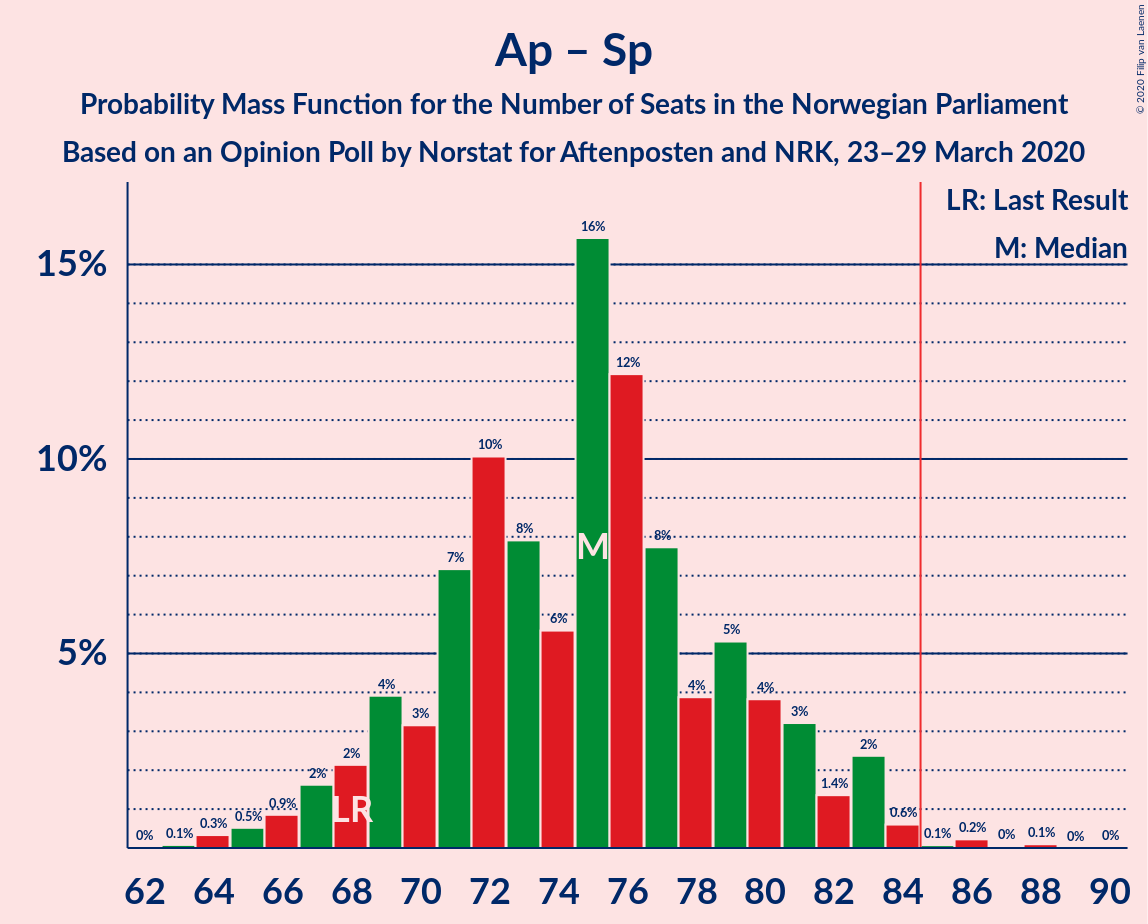 Ap – Sp
Probability Mass Function for the Number of Seats in the Norwegian Parliament
Based on an Opinion Poll by Norstat for Aftenposten and NRK, 23–29 March 2020
© 2020 Filip van Laenen
LR: Last Result
M: Median
15%
10%
5%
0% 0.1% 0.3% 0.5% 0.9% 2% 2% 4% 3% 7% 10% 8% 6% 16% 12% 8% 4% 5% 4% 3% 1.4% 2% 0.6% 0.1% 0.2% 0% 0.1% 0% 0%
M
LR
62 64 66 68 70 72 74 76 78 80 82 84 86 88 90